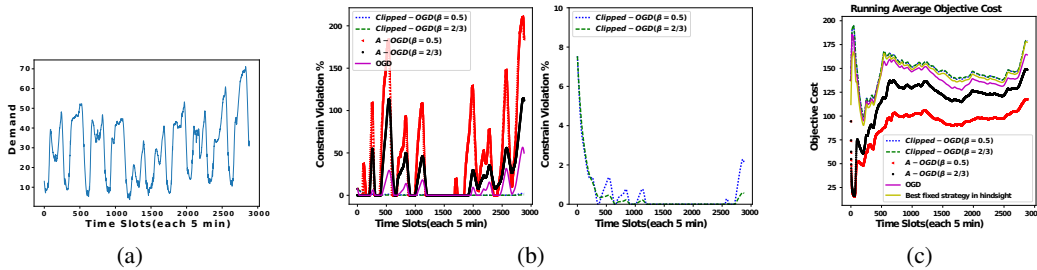 70
60
50
40
30
20
10
Demand
0 500 1000 1500 2000 2500 3000
Time Slots(each 5 min)
(a)
200
150
100
50
0
Constrain Violation %
Clipped − OGD(β = 0.5)
Clipped − OGD(β = 2/3)
A − OGD(β = 0.5)
A − OGD(β = 2/3)
OGD
0 500 1000 1500 2000 2500 3000
Time Slots(each 5 min)
10
8
6
4
2
0
Constrain Violation %
Clipped − OGD(β = 0.5)
Clipped − OGD(β = 2/3)
0 500 1000 1500 2000 2500 3000
Time Slots(each 5 min)
(b)
Running Average Objective Cost
200
175
150
125
100
75
50
25
0
Objective Cost
Clipped − OGD(β = 0.5)
Clipped − OGD(β = 2/3)
A − OGD(β = 0.5)
A − OGD(β = 2/3)
OGD
Best fixed strategy in hindsight
0 500 1000 1500 2000 2500 3000
Time Slots(each 5 min)
(c)